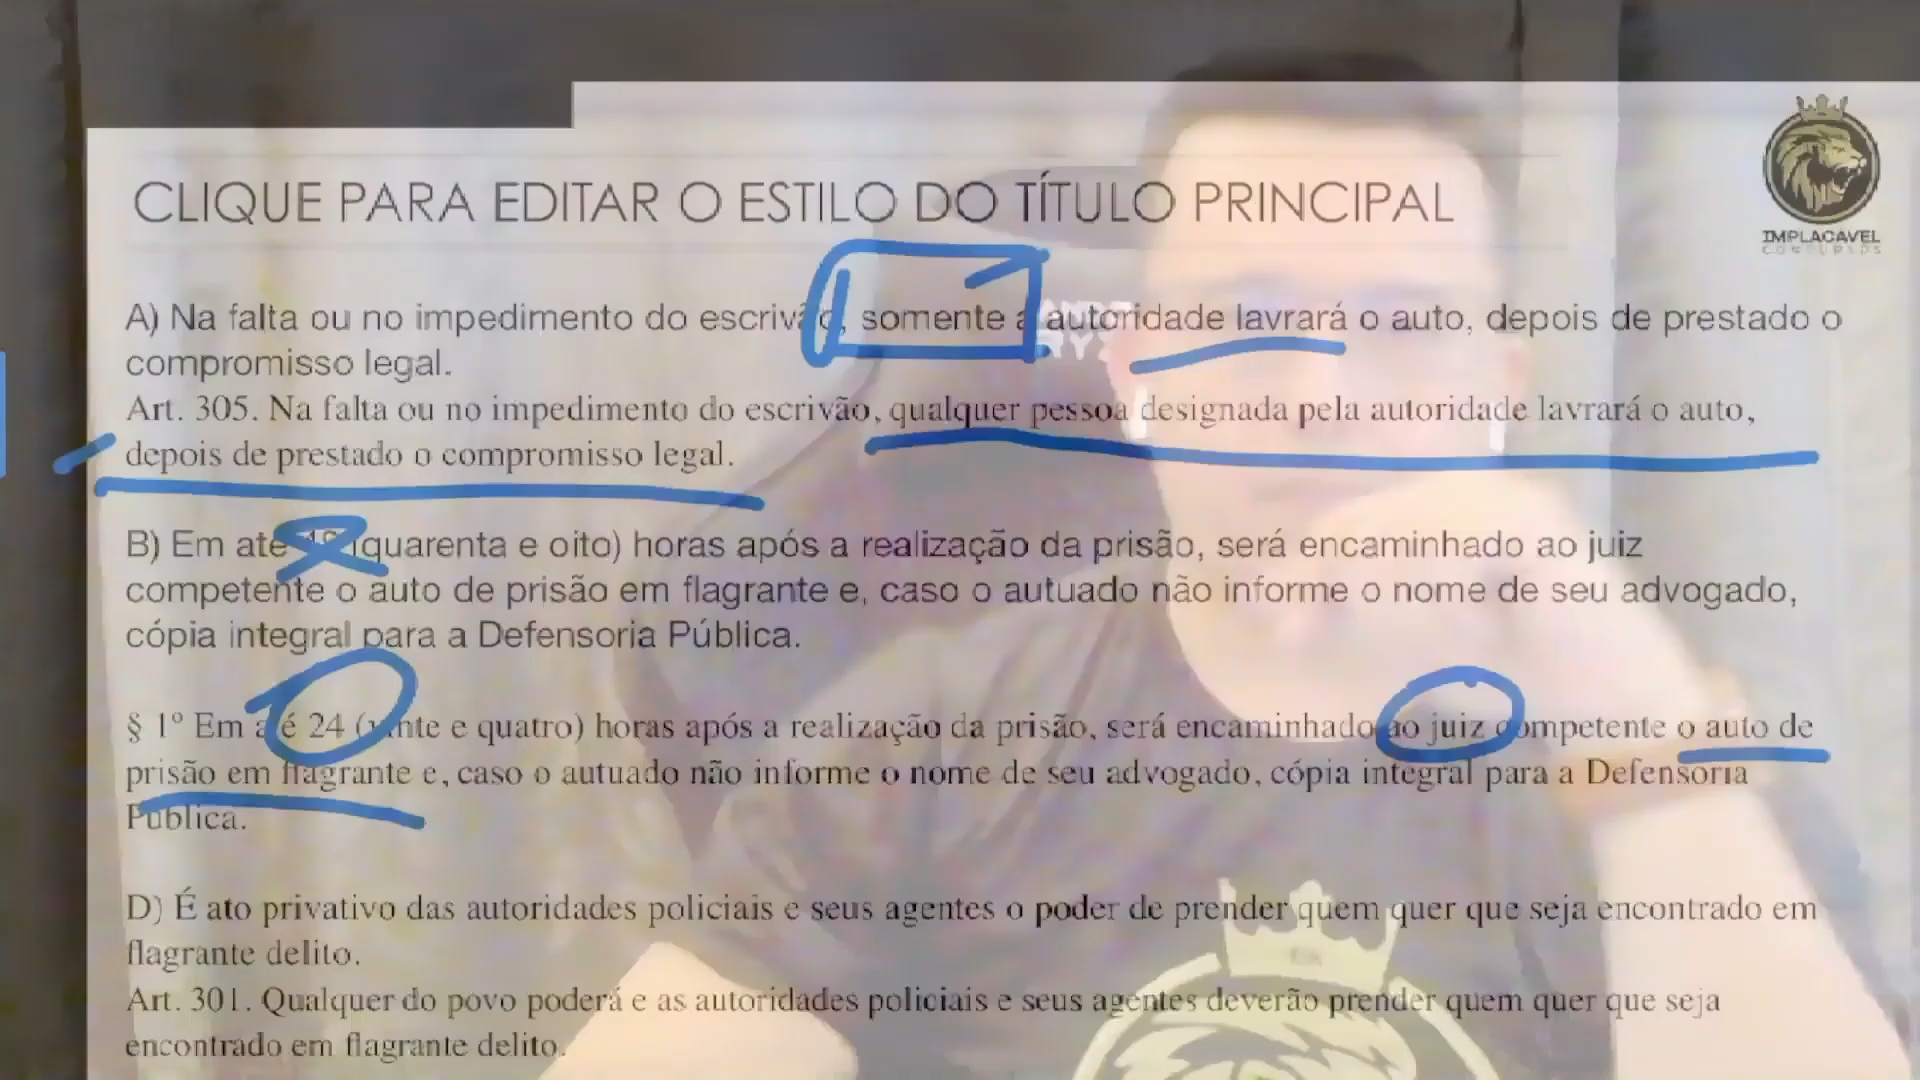 CLIQUE PARA EDITAR O ESTILO DO TÍTULO PRINCIPAL
IMPLACAVEL
CONCURSOS
A) Na falta ou no impedimento do escrivão, somente a autoridade lavrará o auto, depois de prestado o
compromisso legal.
Art. 305. Na falta ou no impedimento do escrivão, qualquer pessoa designada pela autoridade lavrará o auto,
depois de prestado o compromisso legal.
B) Em até 48 (quarenta e oito) horas após a realização da prisão, será encaminhado ao juiz
competente o auto de prisão em flagrante e, caso o autuado não informe o nome de seu advogado,
cópia integral para a Defensoria Pública.
§ 1º Em até 24 (vinte e quatro) horas após a realização da prisão, será encaminhado ao juiz competente o auto de
prisão em flagrante e, caso o autuado não informe o nome de seu advogado, cópia integral para a Defensoria
Pública.
D) É ato privativo das autoridades policiais e seus agentes o poder de prender quem quer que seja encontrado em
flagrante delito.
Art. 301. Qualquer do povo poderá e as autoridades policiais e seus agentes deverão prender quem quer que seja
encontrado em flagrante delito.